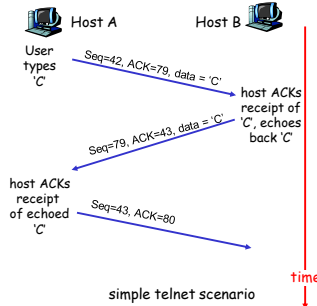 Host A
Host B
User
types
‘C’
Seq=42, ACK=79, data = ‘C’
host ACKs
receipt of
‘C’, echoes
back ‘C’
Seq=79, ACK=43, data = ‘C’
host ACKs
receipt
of echoed
‘C’
Seq=43, ACK=80
time
simple telnet scenario